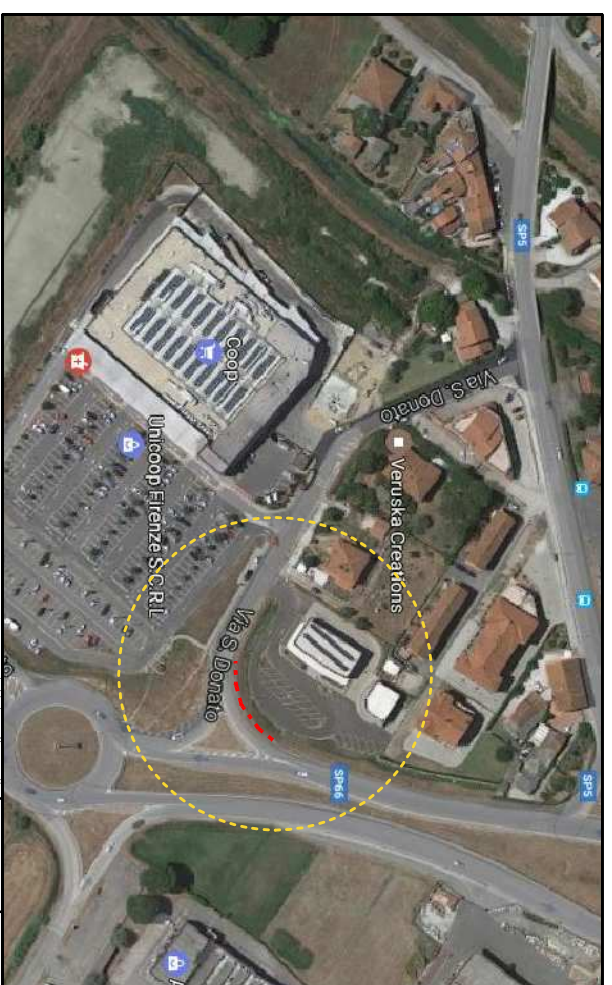 SP5
Via S. Donato
Coop
Veruska Creations
Unicoop Firenze S.C.R.L
Via S. Donato
SP66
SP5